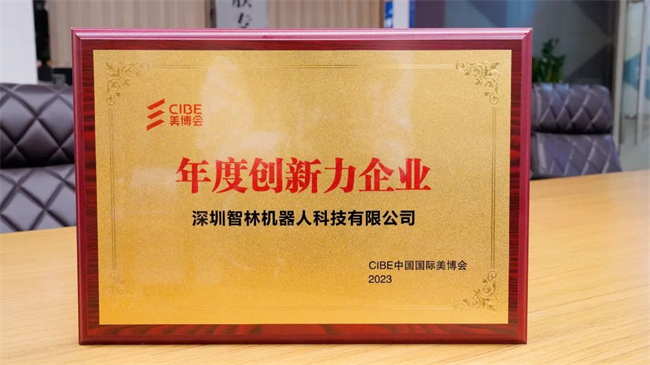 CIBE
美博会
年度创新力企业
深圳智林机器人科技有限公司
CIBE中国国际美博会
2023